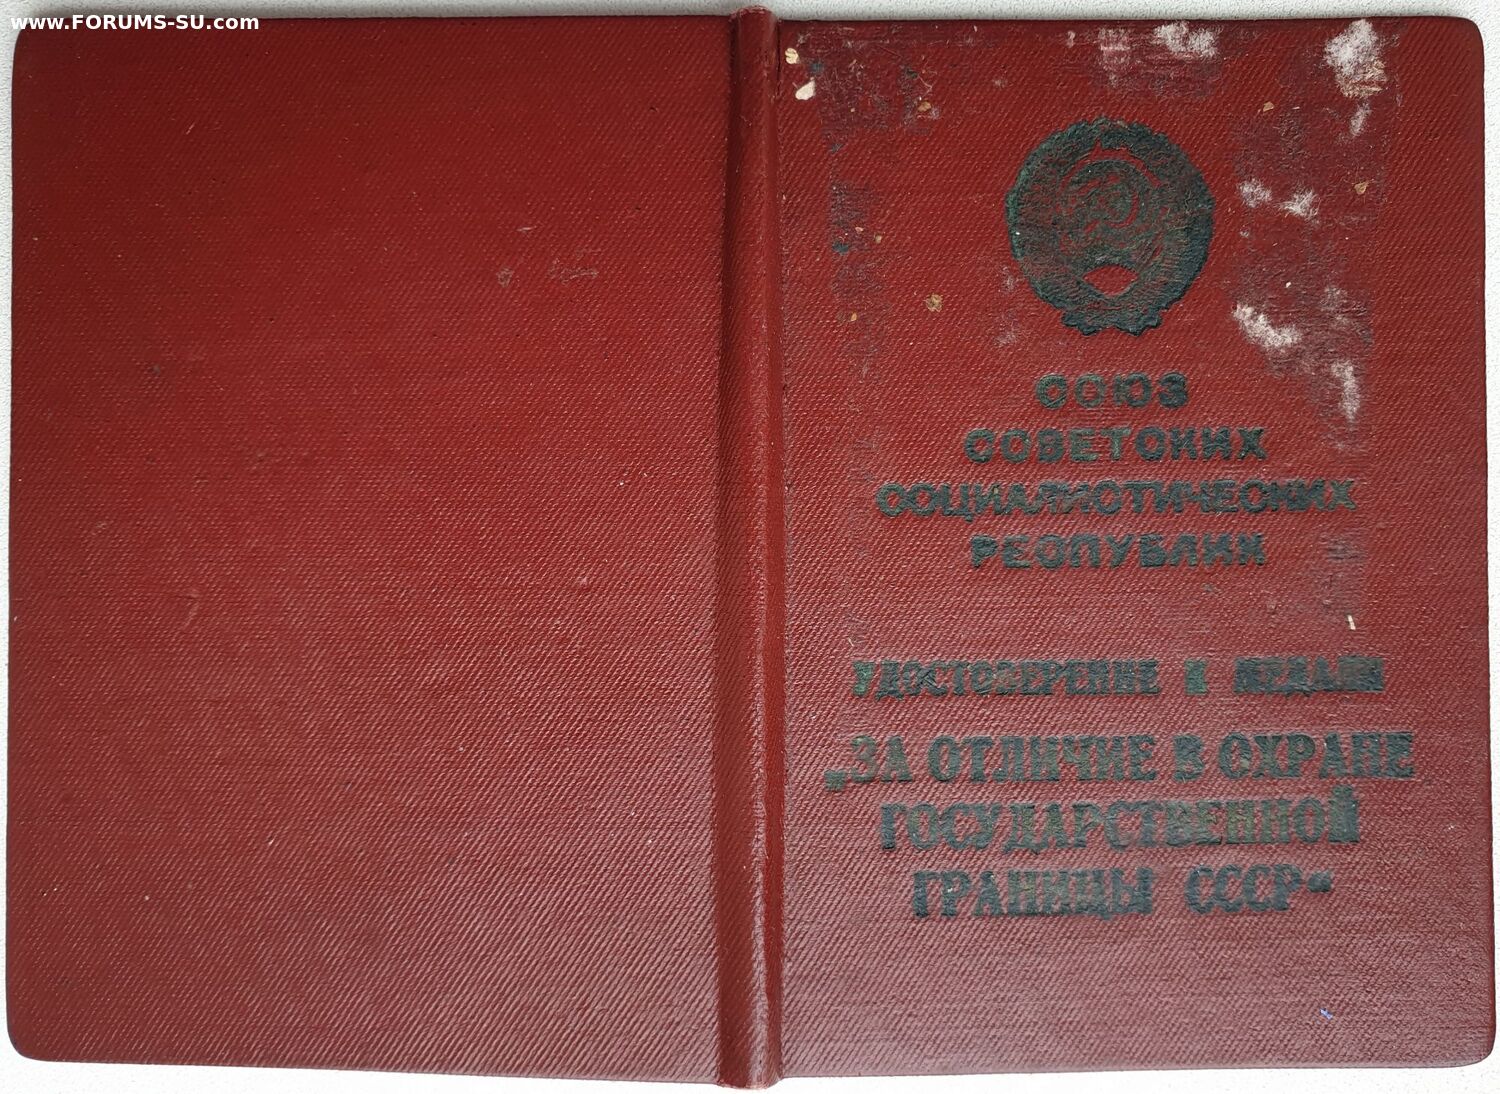 www.FORUMS-SU.com
СОЮЗ
СОВЕТСКИХ
СОЦИАЛИСТИЧЕСКИХ
РЕСПУБЛИК
УДОСТОВЕРЕНИЕ К МЕДАЛИ
„ЗА ОТЛИЧИЕ В ОХРАНЕ
ГОСУДАРСТВЕННОЙ
ГРАНИЦЫ СССР“